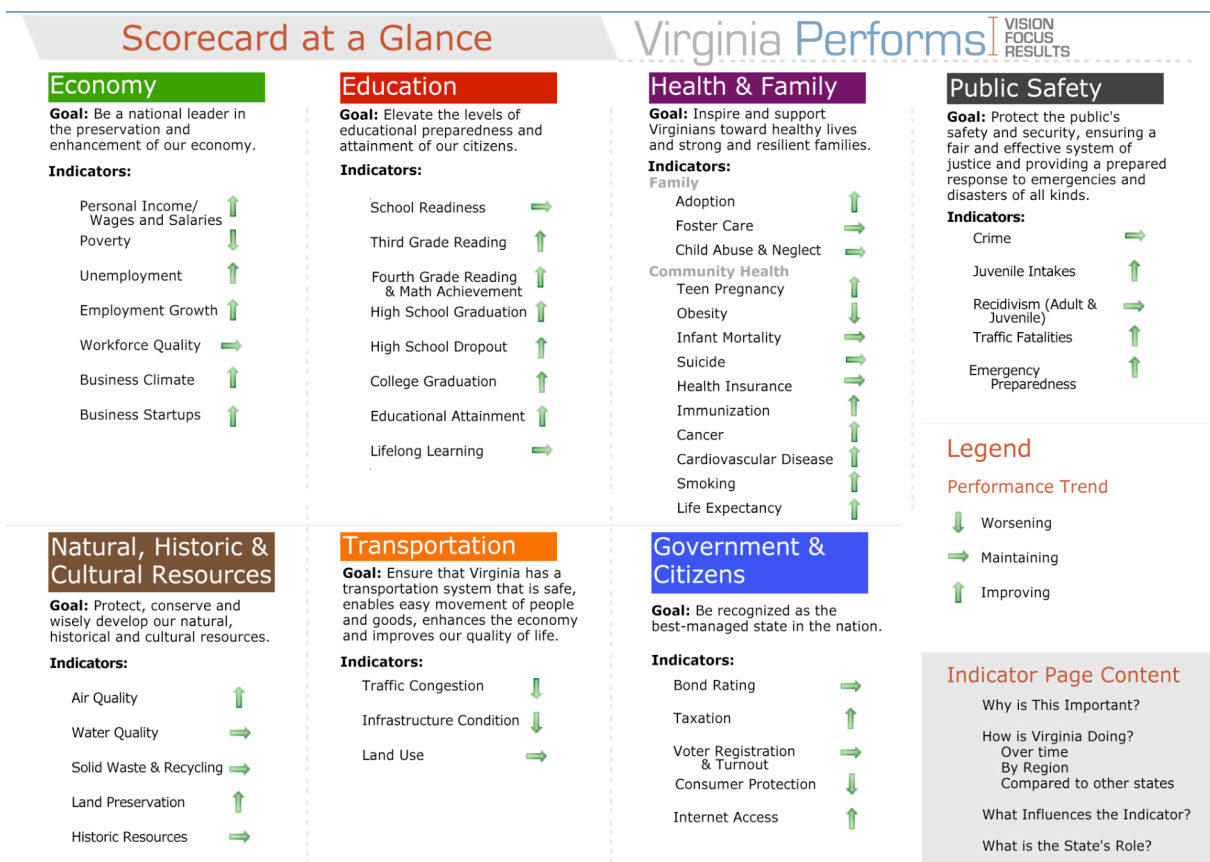 Scorecard at a Glance
Virginia Performs
VISION
FOCUS
RESULTS
Economy
Goal: Be a national leader in
the preservation and
enhancement of our economy.
Indicators:
Personal Income/
Wages and Salaries
Poverty
Unemployment
Employment Growth
Workforce Quality
Business Climate
Business Startups
Education
Goal: Elevate the levels of
educational preparedness and
attainment of our citizens.
Indicators:
School Readiness
Third Grade Reading
Fourth Grade Reading
& Math Achievement
High School Graduation
High School Dropout
College Graduation
Educational Attainment
Lifelong Learning
Health & Family
Goal: Inspire and support
Virginians toward healthy lives
and strong and resilient families.
Indicators:
Family
Adoption
Foster Care
Child Abuse & Neglect
Community Health
Teen Pregnancy
Obesity
Infant Mortality
Suicide
Health Insurance
Immunization
Cancer
Cardiovascular Disease
Smoking
Life Expectancy
Public Safety
Goal: Protect the public's
safety and security, ensuring a
fair and effective system of
justice and providing a prepared
response to emergencies and
disasters of all kinds.
Indicators:
Crime
Juvenile Intakes
Recidivism (Adult &
Juvenile)
Traffic Fatalities
Emergency
Preparedness
Legend
Performance Trend
Worsening
Maintaining
Improving
Natural, Historic &
Cultural Resources
Goal: Protect, conserve and
wisely develop our natural,
historical and cultural resources.
Indicators:
Air Quality
Water Quality
Solid Waste & Recycling
Land Preservation
Historic Resources
Transportation
Goal: Ensure that Virginia has a
transportation system that is safe,
enables easy movement of people
and goods, enhances the economy
and improves our quality of life.
Indicators:
Traffic Congestion
Infrastructure Condition
Land Use
Government &
Citizens
Goal: Be recognized as the
best-managed state in the nation.
Indicators:
Bond Rating
Taxation
Voter Registration
& Turnout
Consumer Protection
Internet Access
Indicator Page Content
Why is This Important?
How is Virginia Doing?
Over time
By Region
Compared to other states
What Influences the Indicator?
What is the State's Role?